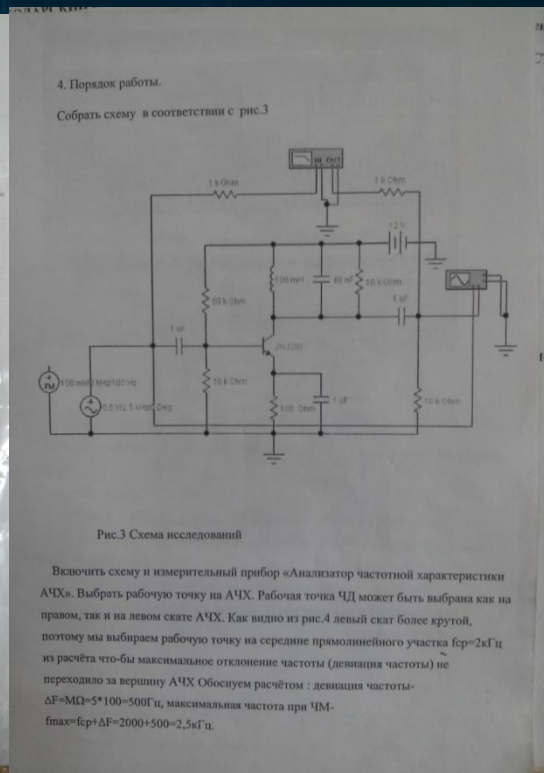 4. Порядок работы.
Собрать схему в соответствии с рис.3
IN OUT
1 k Ohm
1 k Ohm
12 V
100 mH
40 nF
10 k Ohm
50 k Ohm
1 uF
1 uF
10 k Ohm
100 Ohm
1 uF
10 k Ohm
FM
Рис.3 Схема исследований
Включить схему и измерительный прибор «Анализатор частотной характеристики
АЧХ». Выбрать рабочую точку на АЧХ. Рабочая точка ЧД может быть выбрана как на
правом, так и на левом скате АЧХ. Как видно из рис.4 левый скат более крутой,
поэтому мы выбираем рабочую точку на середине прямолинейного участка fср=2кГц
из расчёта что-бы максимальное отклонение частоты (девиация частоты) не
переходило за вершину АЧХ Обоснуем расчётом : девиация частоты-
ΔF=MΩ=5*100=500Гц, максимальная частота при ЧМ-
fmax=fср+ΔF=2000+500=2,5кГц.